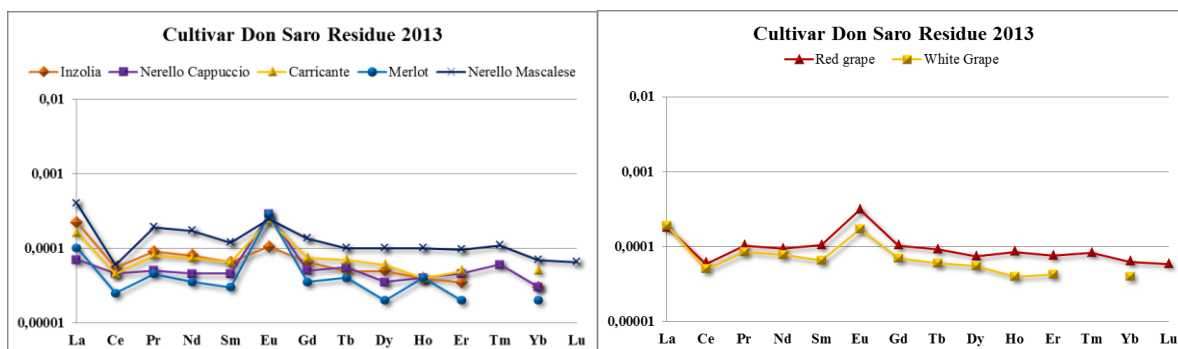 Cultivar Don Saro Residue 2013
Inzolia Nerello Cappuccio Carricante Merlot Nerello Mascalese
0,01
0,001
0,0001
0,00001
La Ce Pr Nd Sm Eu Gd Tb Dy Ho Er Tm Yb Lu
Cultivar Don Saro Residue 2013
Red grape White Grape
0,01
0,001
0,0001
0,00001
La Ce Pr Nd Sm Eu Gd Tb Dy Ho Er Tm Yb Lu